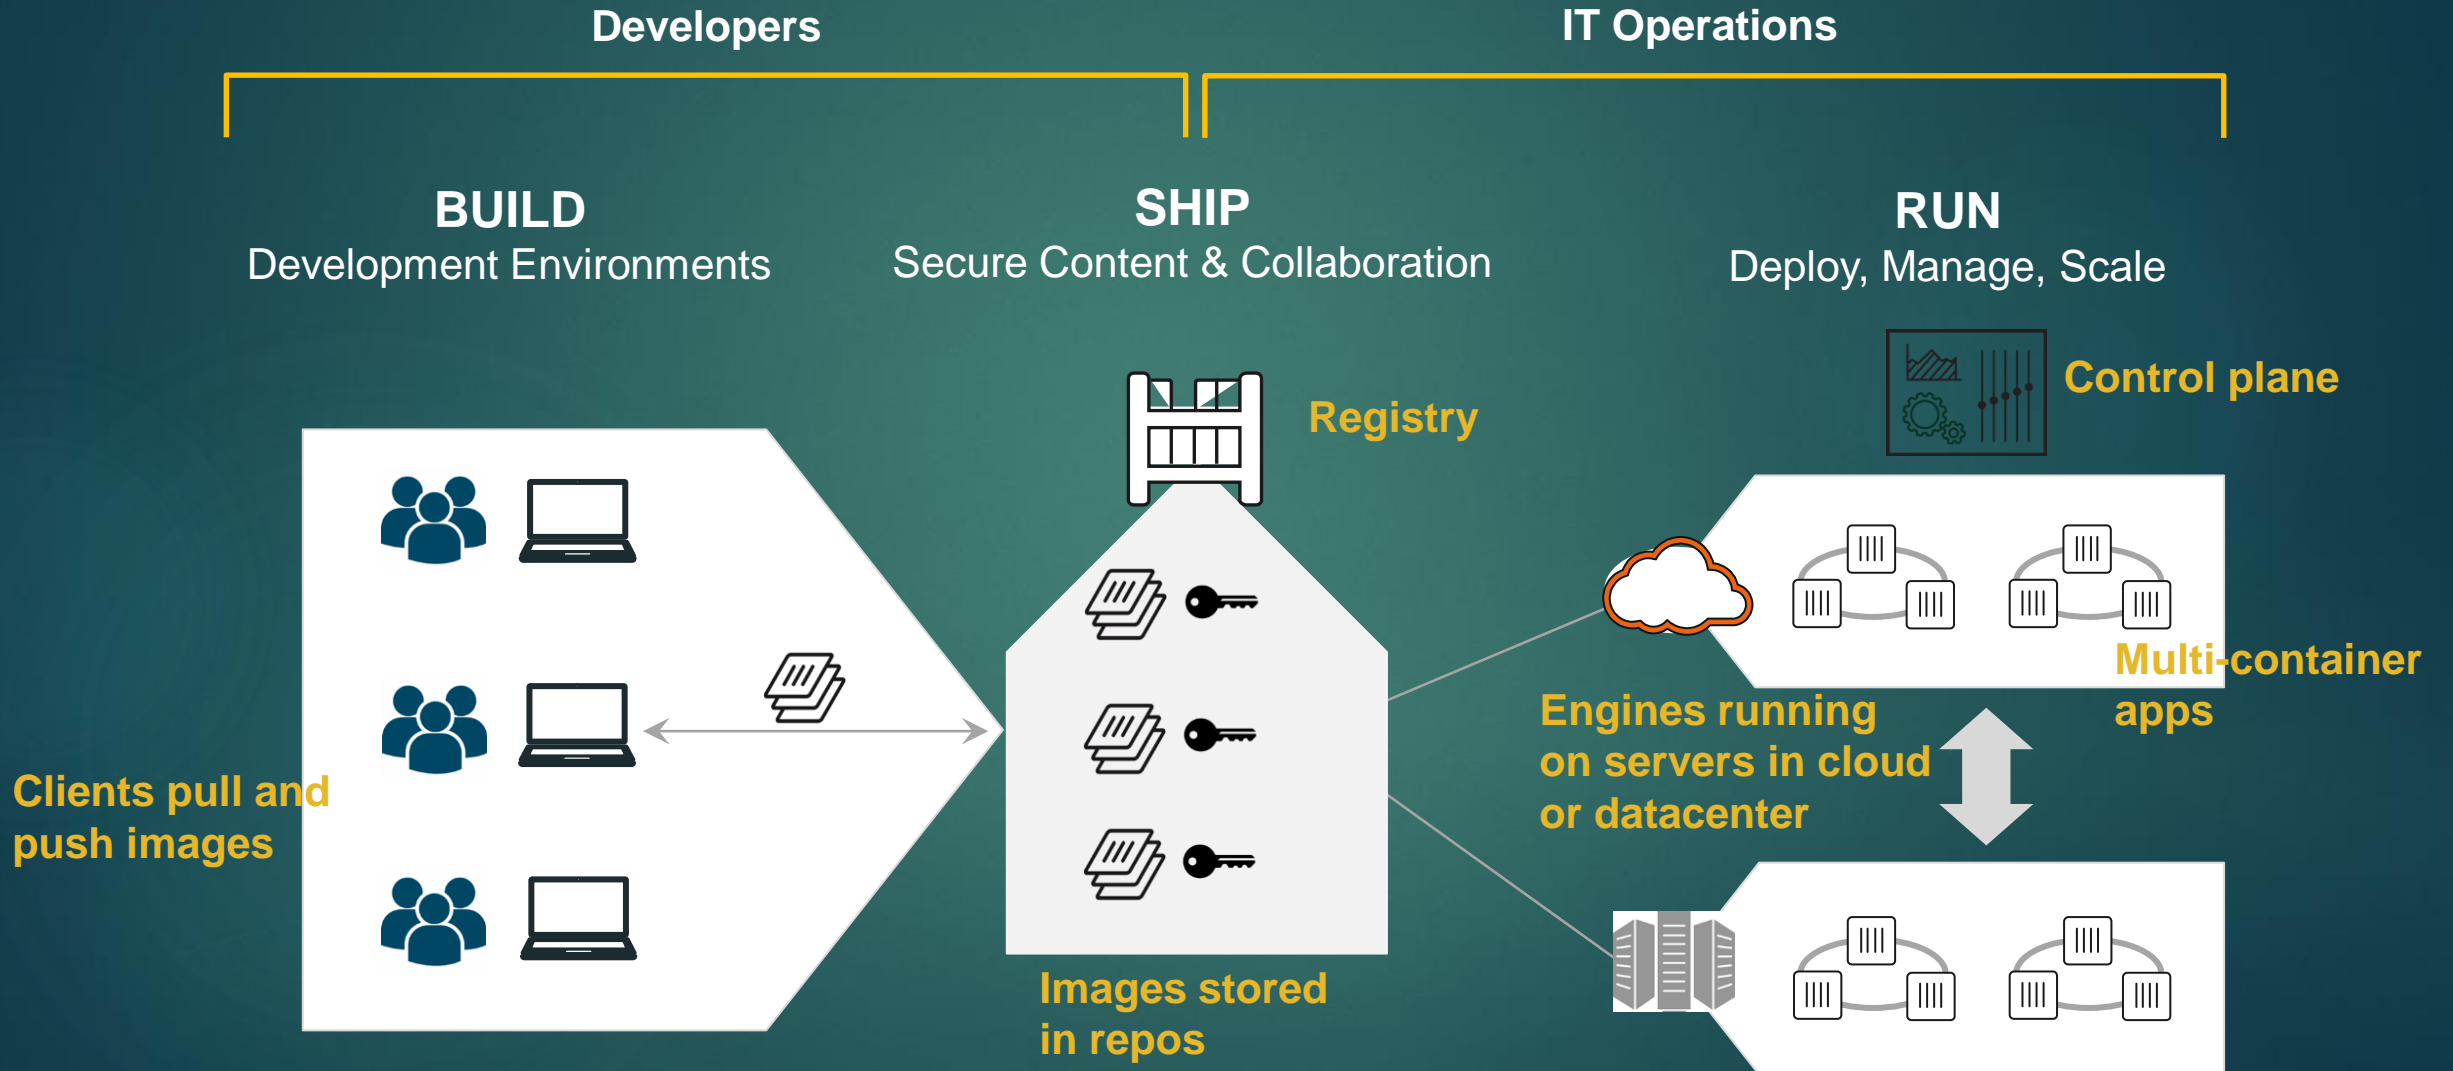 Developers
IT Operations
BUILD
Development Environments
SHIP
Secure Content & Collaboration
RUN
Deploy, Manage, Scale
Control plane
Registry
Multi-container
apps
Engines running
on servers in cloud
or datacenter
Clients pull and
push images
Images stored
in repos